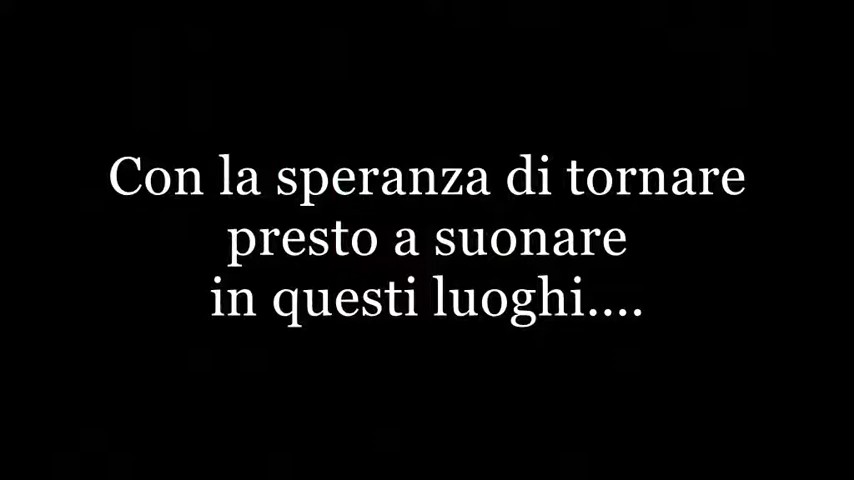 Con la speranza di tornare
presto a suonare
in questi luoghi....